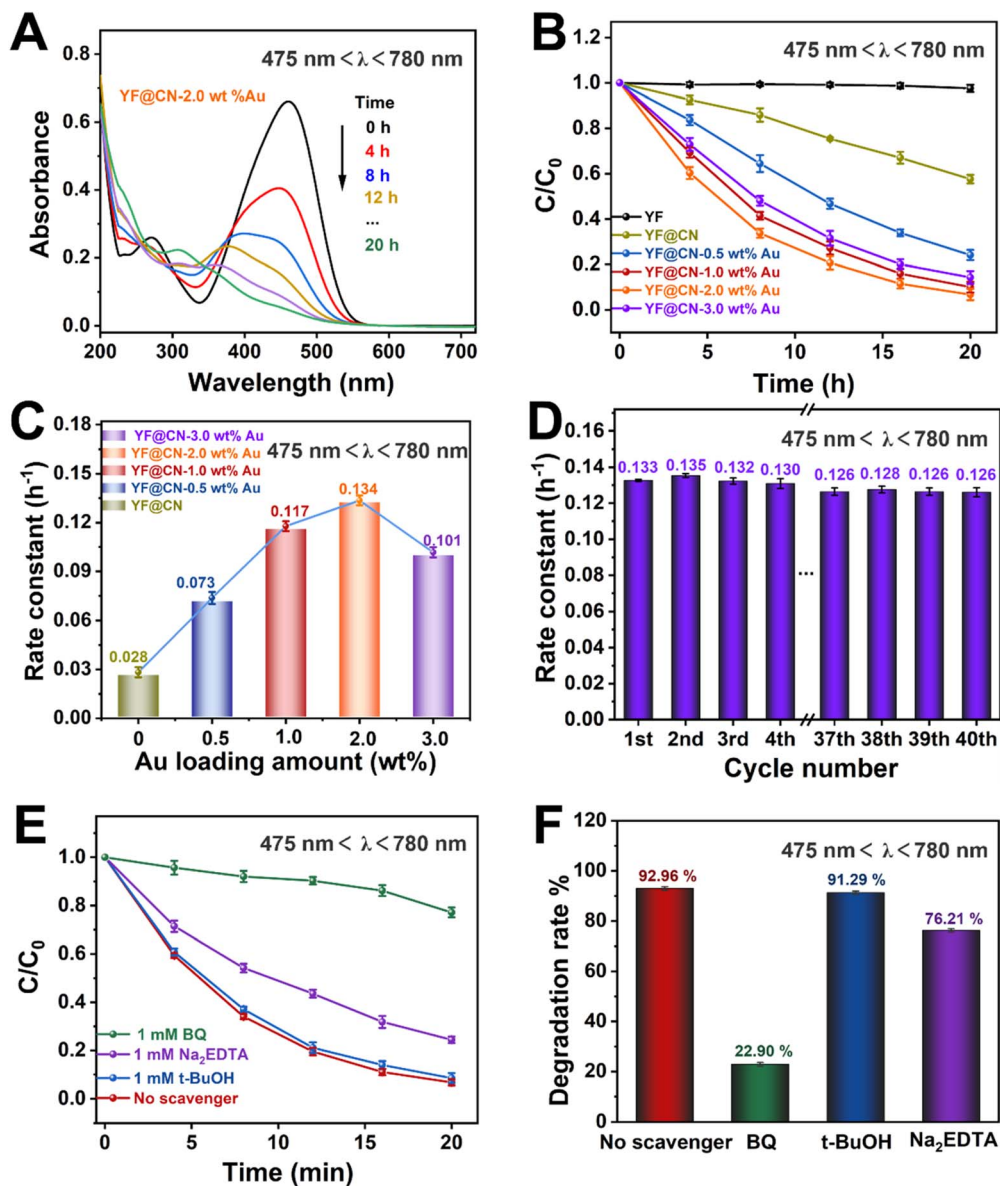 A
475 nm < λ < 780 nm
YF@CN-2.0 wt %Au
Time
0 h
4 h
8 h
12 h
...
20 h
0.8
0.6
0.4
0.2
0.0
200 300 400 500 600 700
Absorbance
Wavelength (nm)
B
475 nm < λ < 780 nm
1.2
1.0
0.8
0.6
0.4
0.2
0.0
YF
YF@CN
YF@CN-0.5 wt% Au
YF@CN-1.0 wt% Au
YF@CN-2.0 wt% Au
YF@CN-3.0 wt% Au
0 5 10 15 20
C/C0
Time (h)
C
YF@CN-3.0 wt% Au
YF@CN-2.0 wt% Au
YF@CN-1.0 wt% Au
YF@CN-0.5 wt% Au
YF@CN
475 nm < λ < 780 nm
0.18
0.15
0.12
0.09
0.06
0.03
0.00
0.028
0.073
0.117
0.134
0.101
0 0.5 1.0 2.0 3.0
Rate constant (h-1)
Au loading amount (wt%)
D
475 nm < λ < 780 nm
0.16
0.14
0.12
0.10
0.08
0.06
0.04
0.02
0.00
0.133 0.135 0.132 0.130 0.126 0.128 0.126 0.126
...
1st 2nd 3rd 4th 37th 38th 39th 40th
Rate constant (h-1)
Cycle number
E
475 nm < λ < 780 nm
1.0
0.8
0.6
0.4
0.2
0.0
1 mM BQ
1 mM Na2EDTA
1 mM t-BuOH
No scavenger
0 5 10 15 20
C/C0
Time (min)
F
475 nm < λ < 780 nm
120
100
80
60
40
20
0
92.96 %
22.90 %
91.29 %
76.21 %
No scavenger BQ t-BuOH Na2EDTA
Degradation rate %